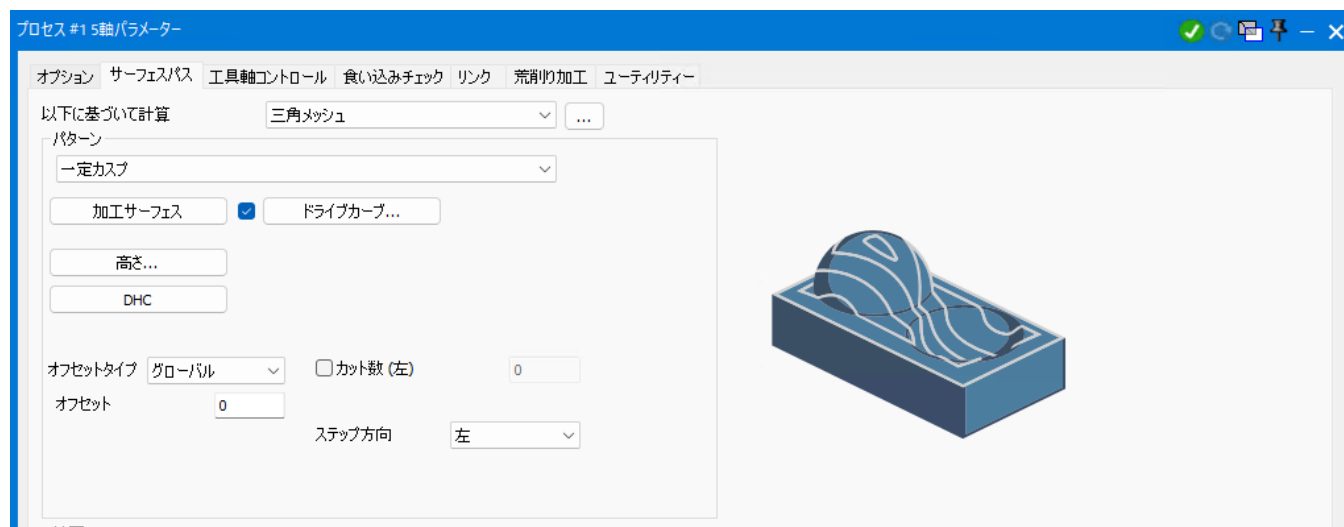 プロセス #1 5軸パラメーター
オプション サーフェスパス 工具軸コントロール 食い込みチェック リンク 荒削り加工 ユーティリティー
以下に基づいて計算 三角メッシュ ...
パターン
一定カスプ
加工サーフェス ドライブカーブ...
高さ...
DHC
オフセットタイプ グローバル カット数 (左) 0
オフセット 0
ステップ方向 左